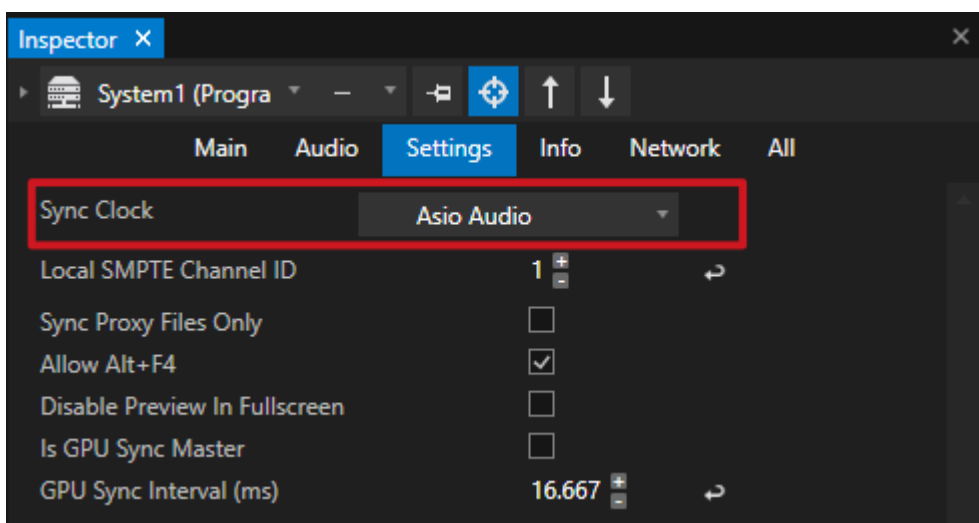 Inspector
System1 (Progra
Main Audio Settings Info Network All
Sync Clock Asio Audio
Local SMPTE Channel ID 1
Sync Proxy Files Only
Allow Alt+F4
Disable Preview In Fullscreen
Is GPU Sync Master
GPU Sync Interval (ms) 16.667